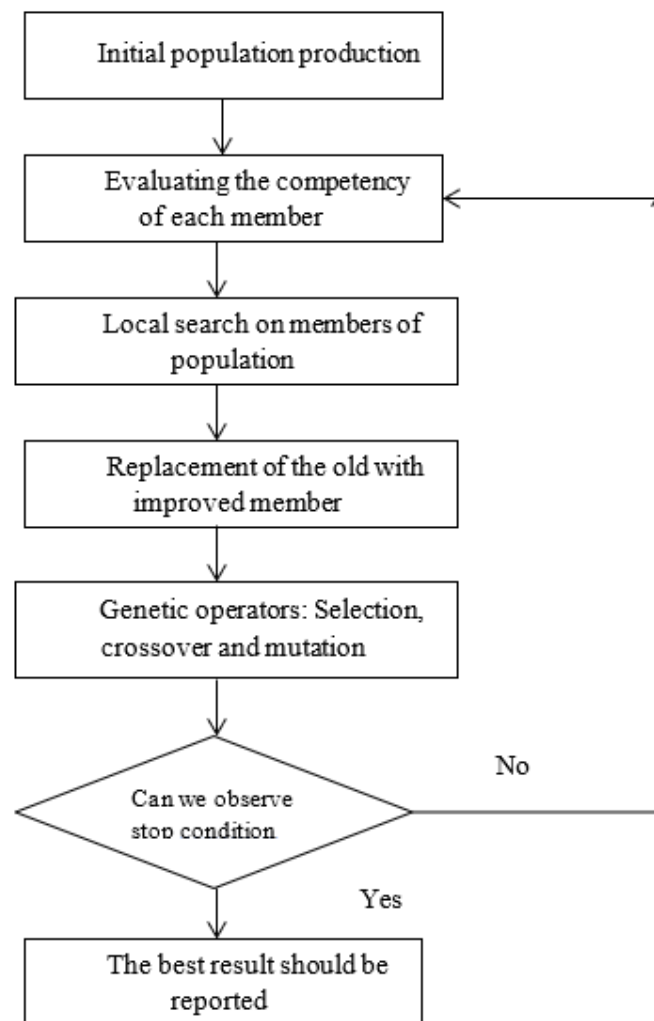 Initial population production
Evaluating the competency
of each member
Local search on members of
population
Replacement of the old with
improved member
Genetic operators: Selection,
crossover and mutation
No
Can we observe
stop condition
Yes
The best result should be
reported